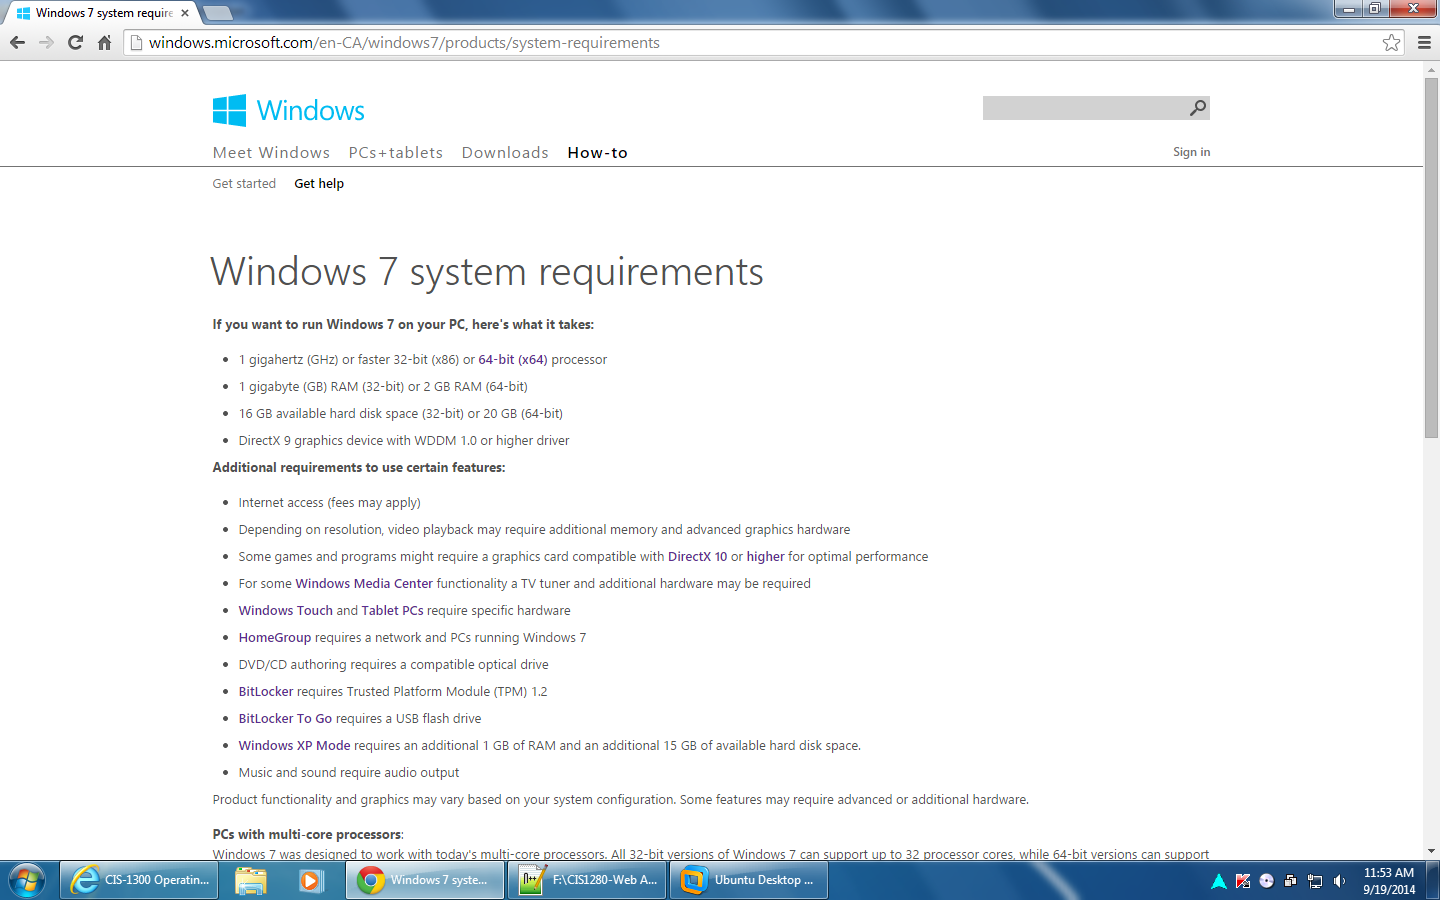 Windows 7 system require
windows.microsoft.com/en-CA/windows7/products/system-requirements
Windows
Meet Windows PCs+tablets Downloads How-to Sign in
Get started Get help
Windows 7 system requirements
If you want to run Windows 7 on your PC, here's what it takes:
• 1 gigahertz (GHz) or faster 32-bit (x86) or 64-bit (x64) processor
• 1 gigabyte (GB) RAM (32-bit) or 2 GB RAM (64-bit)
• 16 GB available hard disk space (32-bit) or 20 GB (64-bit)
• DirectX 9 graphics device with WDDM 1.0 or higher driver
Additional requirements to use certain features:
• Internet access (fees may apply)
• Depending on resolution, video playback may require additional memory and advanced graphics hardware
• Some games and programs might require a graphics card compatible with DirectX 10 or higher for optimal performance
• For some Windows Media Center functionality a TV tuner and additional hardware may be required
• Windows Touch and Tablet PCs require specific hardware
• HomeGroup requires a network and PCs running Windows 7
• DVD/CD authoring requires a compatible optical drive
• BitLocker requires Trusted Platform Module (TPM) 1.2
• BitLocker To Go requires a USB flash drive
• Windows XP Mode requires an additional 1 GB of RAM and an additional 15 GB of available hard disk space.
• Music and sound require audio output
Product functionality and graphics may vary based on your system configuration. Some features may require advanced or additional hardware.
PCs with multi-core processors:
Windows 7 was designed to work with today's multi-core processors. All 32-bit versions of Windows 7 can support up to 32 processor cores, while 64-bit versions can support
CIS-1300 Operatin... Windows 7 syste... F:\CIS1280-Web A... Ubuntu Desktop ... 11:53 AM
9/19/2014